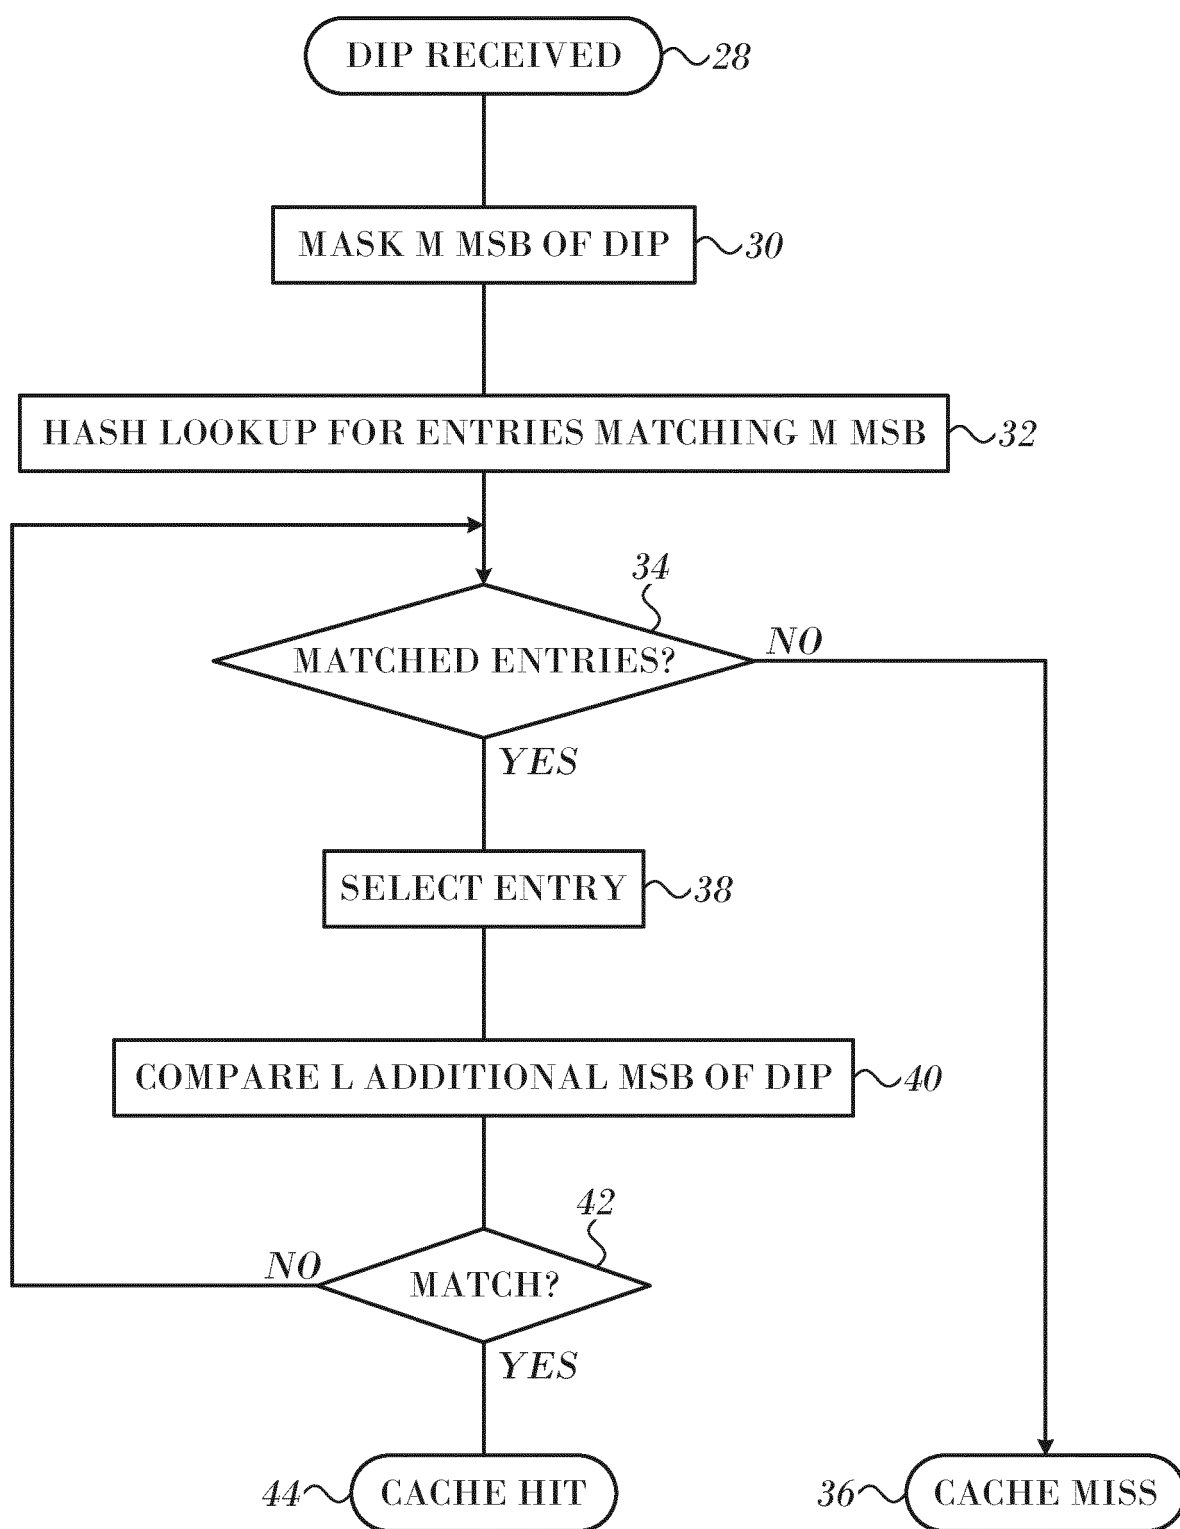 DIP RECEIVED 28
MASK M MSB OF DIP 30
HASH LOOKUP FOR ENTRIES MATCHING M MSB 32
34
MATCHED ENTRIES? NO
YES
SELECT ENTRY 38
COMPARE L ADDITIONAL MSB OF DIP 40
42
NO MATCH?
YES
44 CACHE HIT 36 CACHE MISS